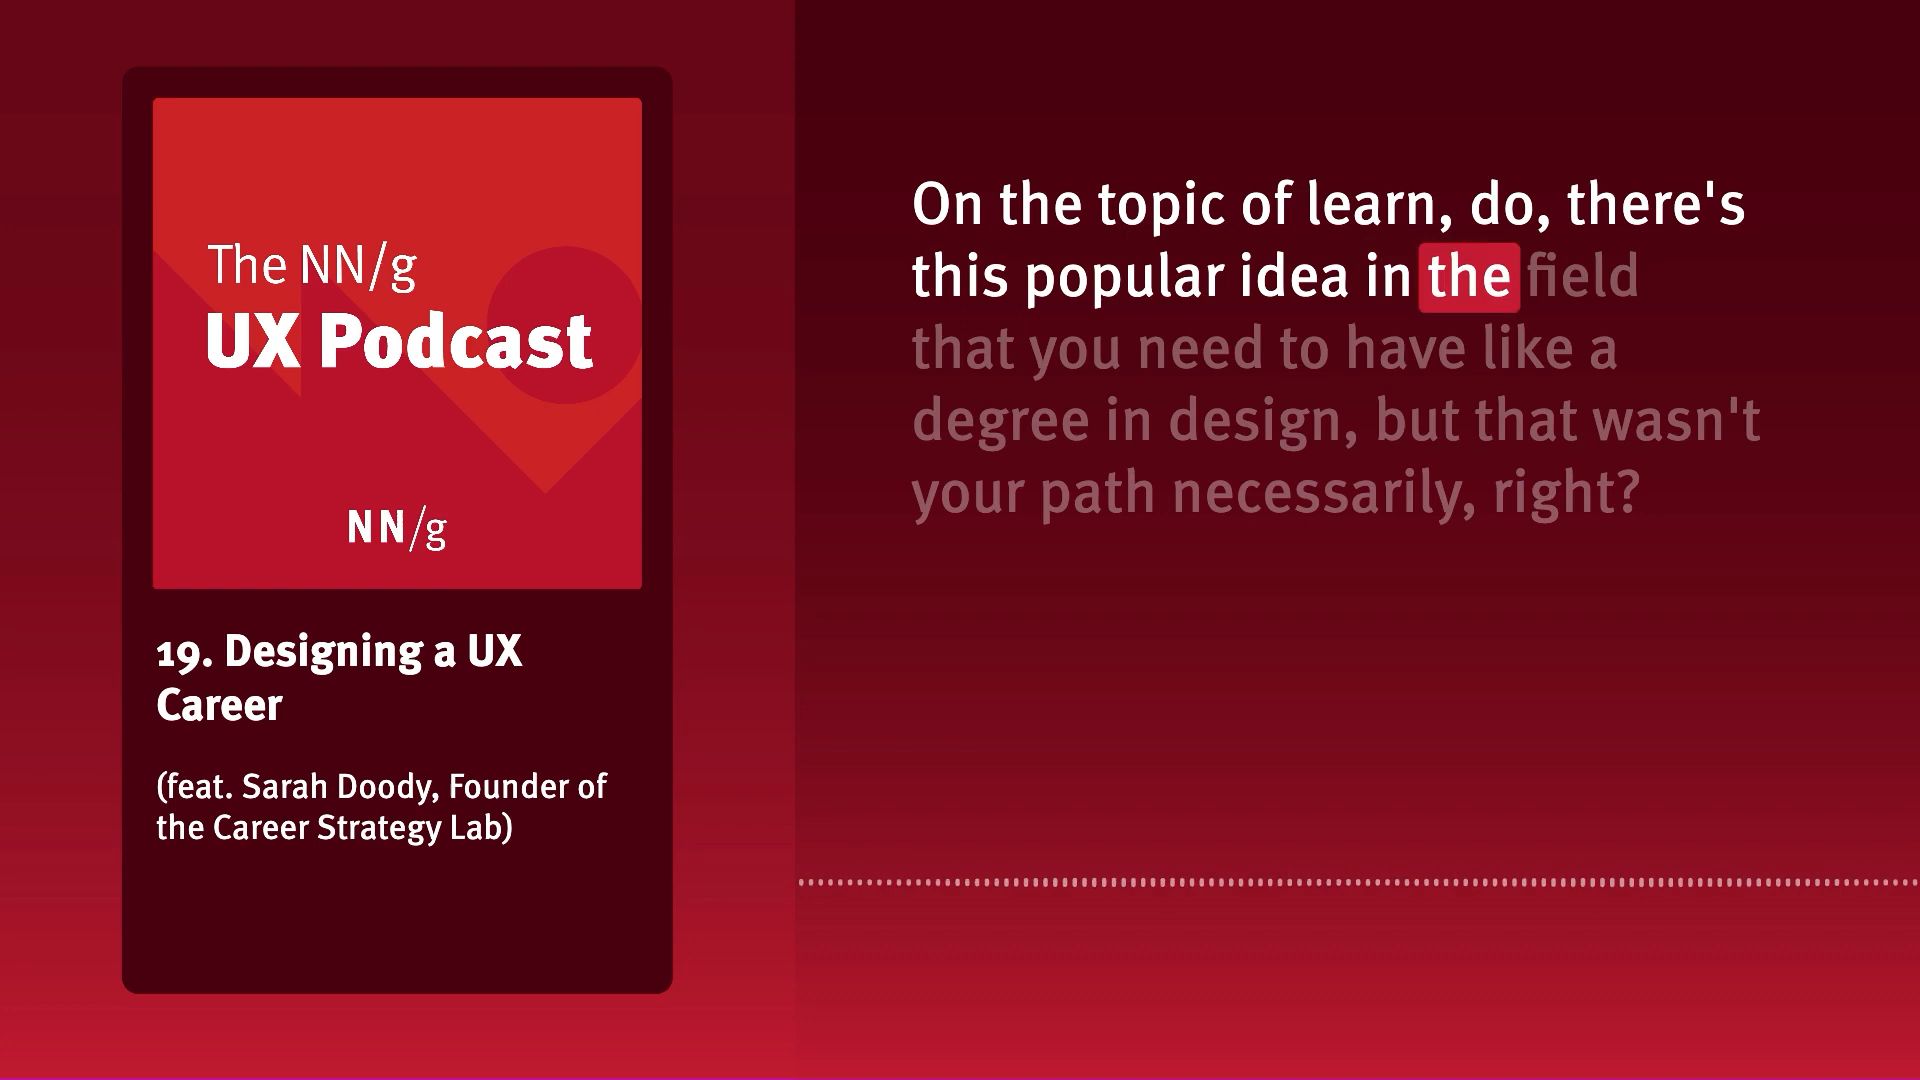 The NN/g
UX Podcast
NN/g
19. Designing a UX
Career
(feat. Sarah Doody, Founder of
the Career Strategy Lab)
On the topic of learn, do, there's
this popular idea in the field
that you need to have like a
degree in design, but that wasn't
your path necessarily, right?